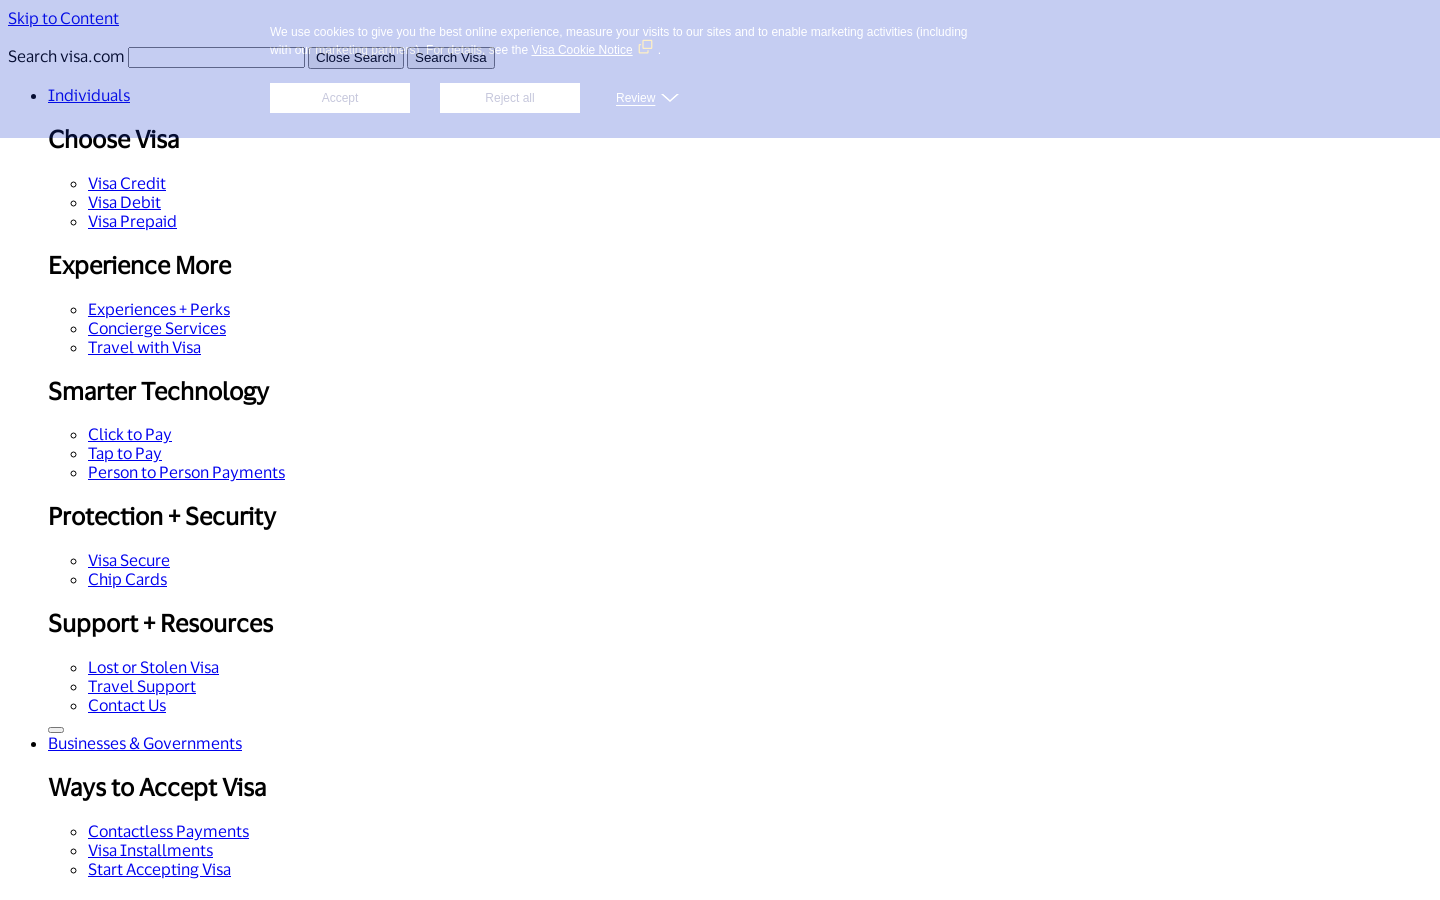 Skip to Content
We use cookies to give you the best online experience, measure your visits to our sites and to enable marketing activities (including
with our marketing partners). For details, see the Visa Cookie Notice .
Search visa.com Close Search Search Visa
Individuals
Accept Reject all Review
Choose Visa
Visa Credit
Visa Debit
Visa Prepaid
Experience More
Experiences + Perks
Concierge Services
Travel with Visa
Smarter Technology
Click to Pay
Tap to Pay
Person to Person Payments
Protection + Security
Visa Secure
Chip Cards
Support + Resources
Lost or Stolen Visa
Travel Support
Contact Us
Businesses & Governments
Ways to Accept Visa
Contactless Payments
Visa Installments
Start Accepting Visa